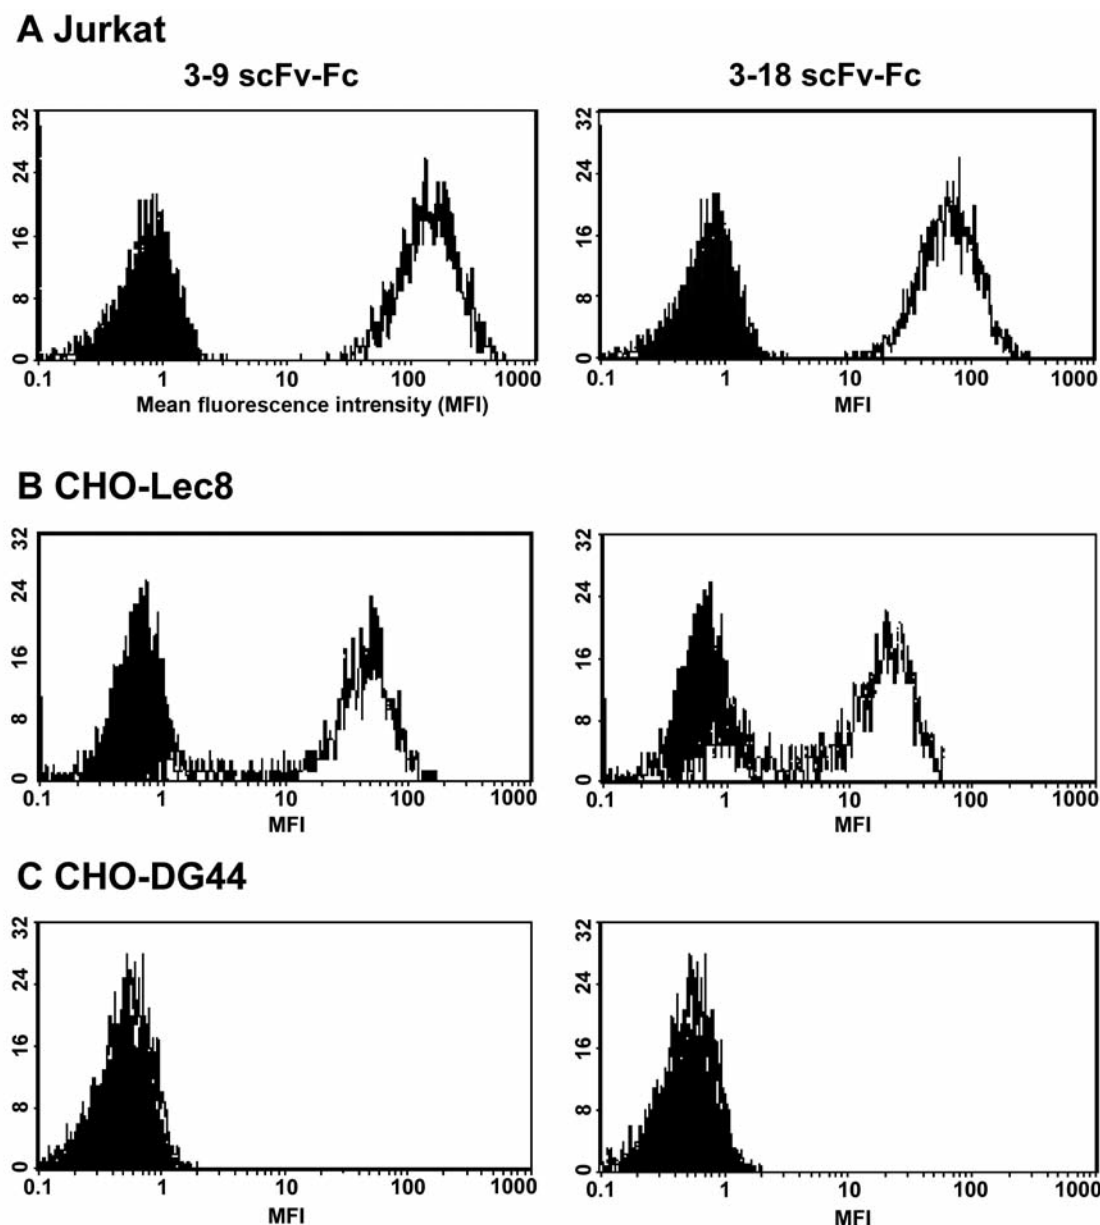 A Jurkat
3-9 scFv-Fc
3-18 scFv-Fc
32
24
16
8
0
0.1 1 10 100 1000
Mean fluorescence intrensity (MFI)
32
24
16
8
0
0.1 1 10 100 1000
MFI
B CHO-Lec8
32
24
16
8
0
0.1 1 10 100 1000
MFI
32
24
16
8
0
0.1 1 10 100 1000
MFI
C CHO-DG44
32
24
16
8
0
0.1 1 10 100 1000
MFI
32
24
16
8
0
0.1 1 10 100 1000
MFI